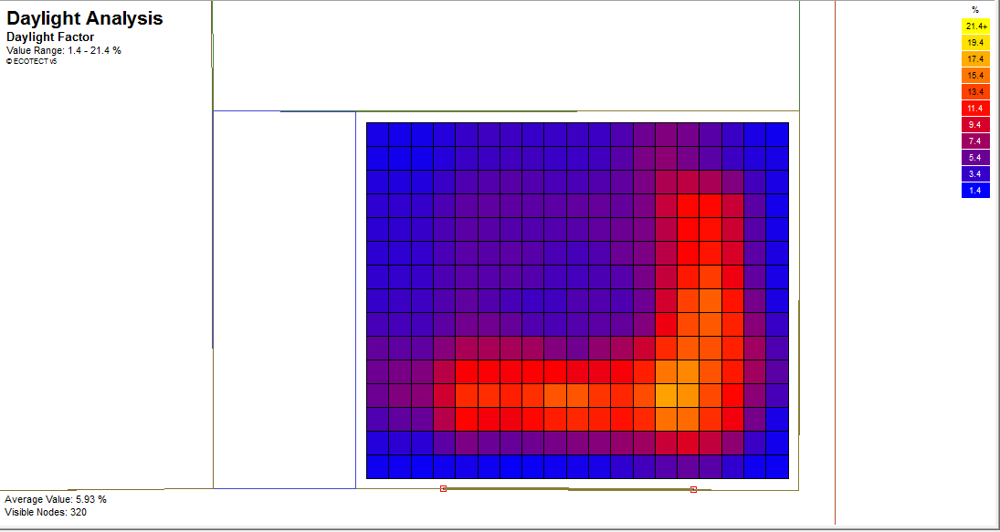 Daylight Analysis
Daylight Factor
Value Range: 1.4 - 21.4 %
© ECOTECT v5
%
21.4+
19.4
17.4
15.4
13.4
11.4
9.4
7.4
5.4
3.4
1.4
Average Value: 5.93 %
Visible Nodes: 320